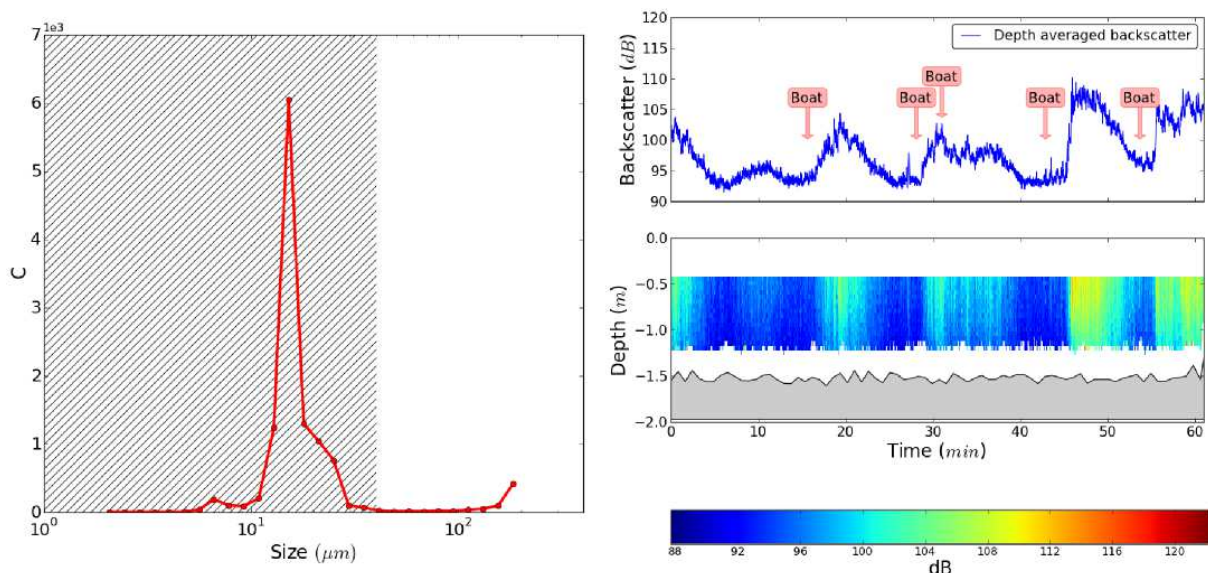 7 1e3
6
5
4
3
2
1
0
C
10^0 10^1 10^2
Size (μm)
120
115
110
105
100
95
90
Backscatter (dB)
Depth averaged backscatter
Boat
Boat
Boat
Boat
Boat
0.0
−0.5
−1.0
−1.5
−2.0
Depth (m)
0 10 20 30 40 50 60
Time (min)
88 92 96 100 104 108 112 116 120
dB